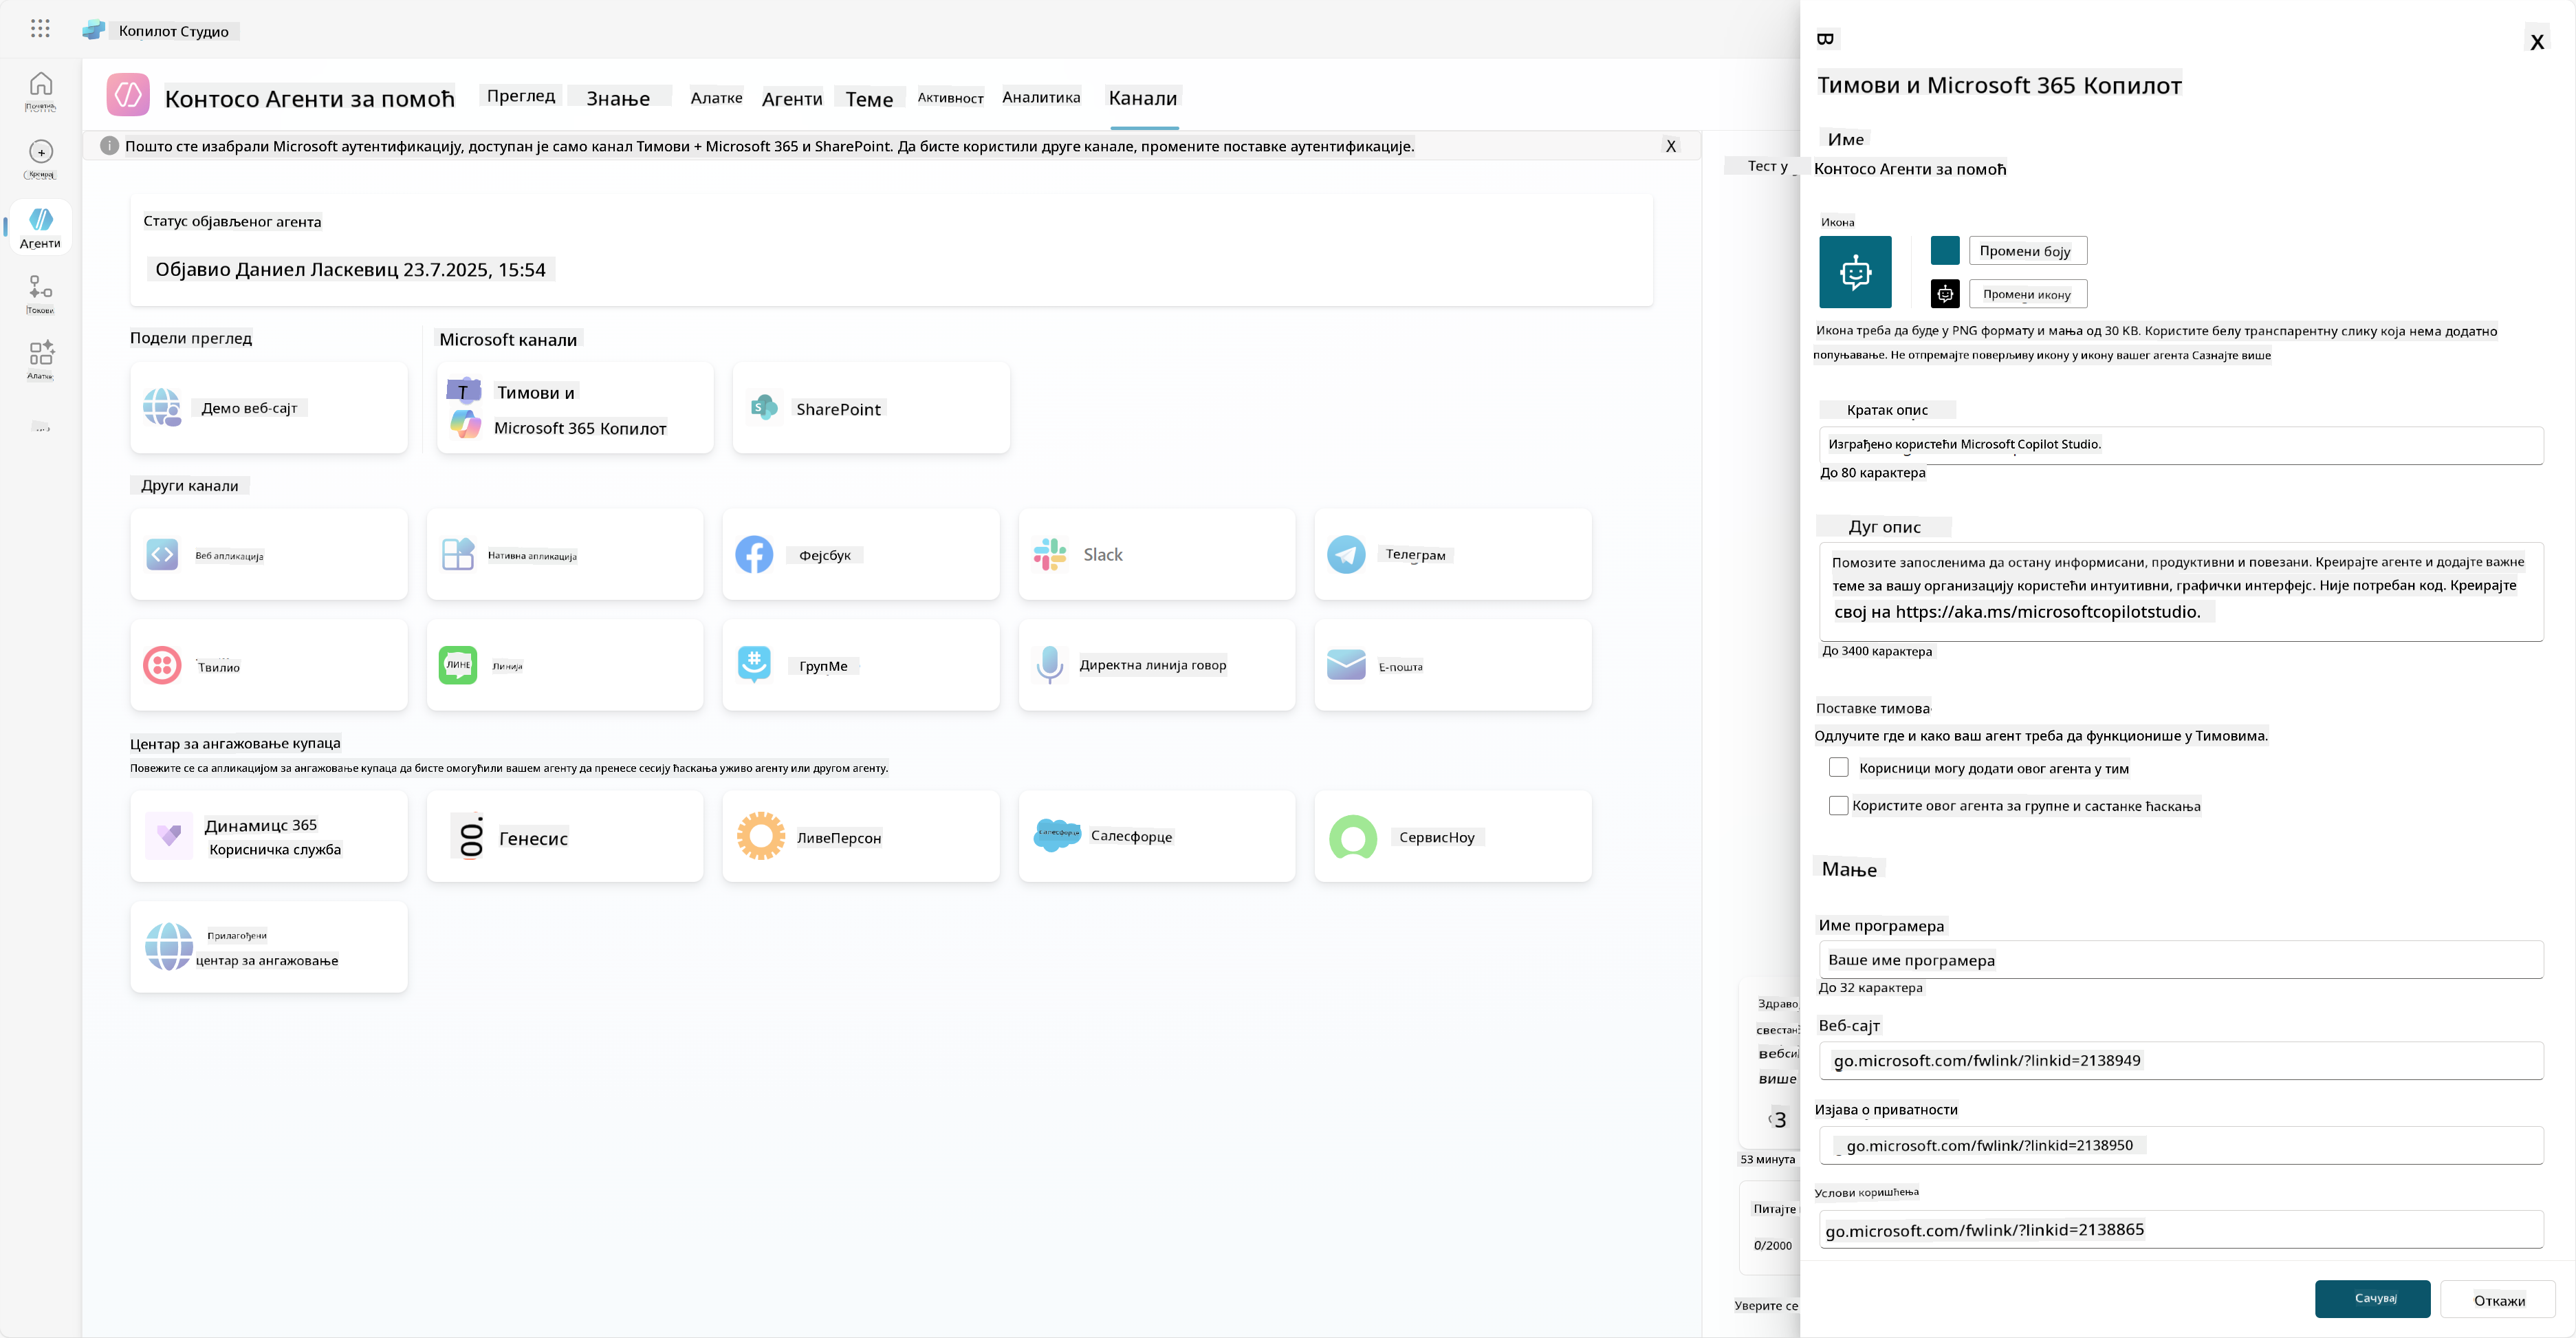 Копилот Студио
Почетна
Креирај
Агенти
Токови
Алатке
Контосо Агенти за помоћ
Преглед
Знање
Алатке
Агенти
Теме
Активност
Аналитика
Канали
Пошто сте изабрали Microsoft аутентификацију, доступан је само канал Тимови + Microsoft 365 и SharePoint. Да бисте користили друге канале, промените поставке аутентификације.
X
Статус објављеног агента
Објавио Даниел Ласкевиц 23.7.2025, 15:54
Подели преглед
Microsoft канали
Демо веб-сајт
T
Тимови и
Microsoft 365 Копилот
S
SharePoint
Други канали
Веб апликација
Нативна апликација
Фејсбук
Slack
Телеграм
Твилио
ЛИНЕ
Линија
ГрупМе
Директна линија говор
Е-пошта
Центар за ангажовање купаца
Повежите се са апликацијом за ангажовање купаца да бисте омогућили вашем агенту да пренесе сесију ћаскања уживо агенту или другом агенту.
Динамицс 365
Корисничка служба
Генесис
ЛивеПерсон
Салесфорце
Салесфорце
СервисНоу
Прилагођени
центар за ангажовање
Тест у
Здраво
више
3
53 минута
Питајте
0/2000
Уверите се
B
X
Тимови и Microsoft 365 Копилот
Име
Контосо Агенти за помоћ
Икона
Промени боју
Промени икону
Икона треба да буде у PNG формату и мања од 30 KB. Користите белу транспарентну слику која нема додатно
попуњавање. Не отпремајте поверљиву икону у икону вашег агента Сазнајте више
Кратак опис
Изграђено користећи Microsoft Copilot Studio.
До 80 карактера
Дуг опис
Помозите запосленима да остану информисани, продуктивни и повезани. Креирајте агенте и додајте важне
теме за вашу организацију користећи интуитивни, графички интерфејс. Није потребан код. Креирајте
свој на https://aka.ms/microsoftcopilotstudio.
До 3400 карактера
Поставке тимова
Одлучите где и како ваш агент треба да функционише у Тимовима.
Корисници могу додати овог агента у тим
Користите овог агента за групне и састанке ћаскања
Мање
Име програмера
Ваше име програмера
До 32 карактера
Веб-сајт
go.microsoft.com/fwlink/?linkid=2138949
Изјава о приватности
go.microsoft.com/fwlink/?linkid=2138950
Услови коришћења
go.microsoft.com/fwlink/?linkid=2138865
Сачувај
Откажи